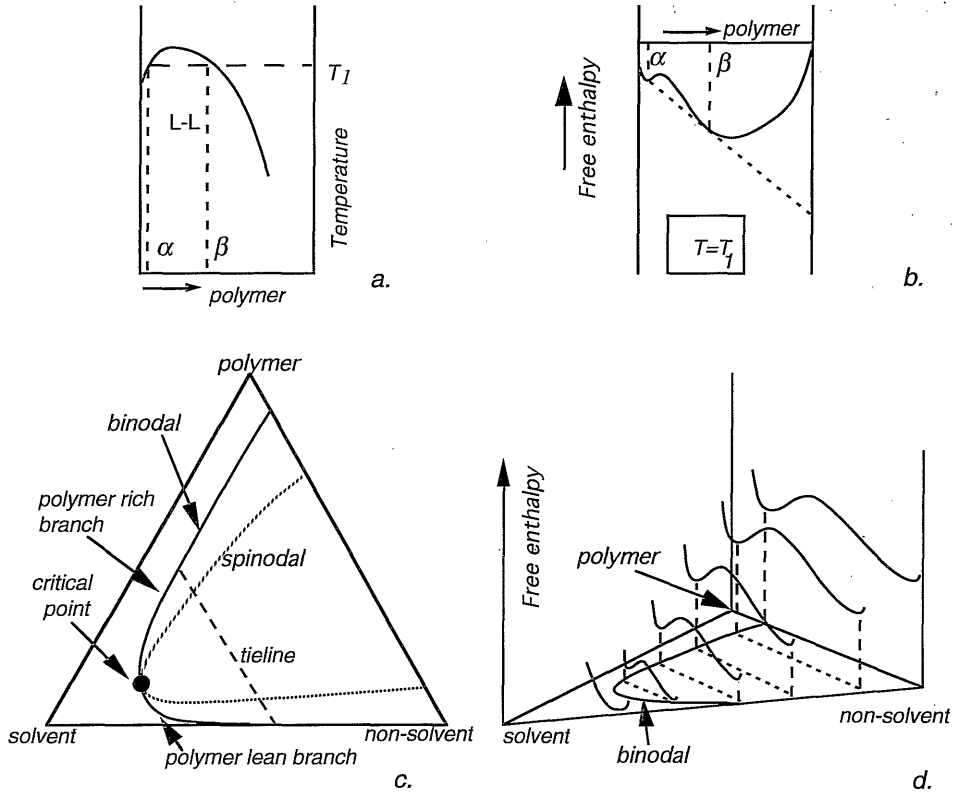 T1
L-L
α
β
Temperature
polymer
a.
polymer
α
β
Free enthalpy
T=T1
b.
polymer
binodal
polymer rich
branch
spinodal
critical
point
tieline
solvent
non-solvent
polymer lean branch
c.
Free enthalpy
polymer
solvent
non-solvent
binodal
d.